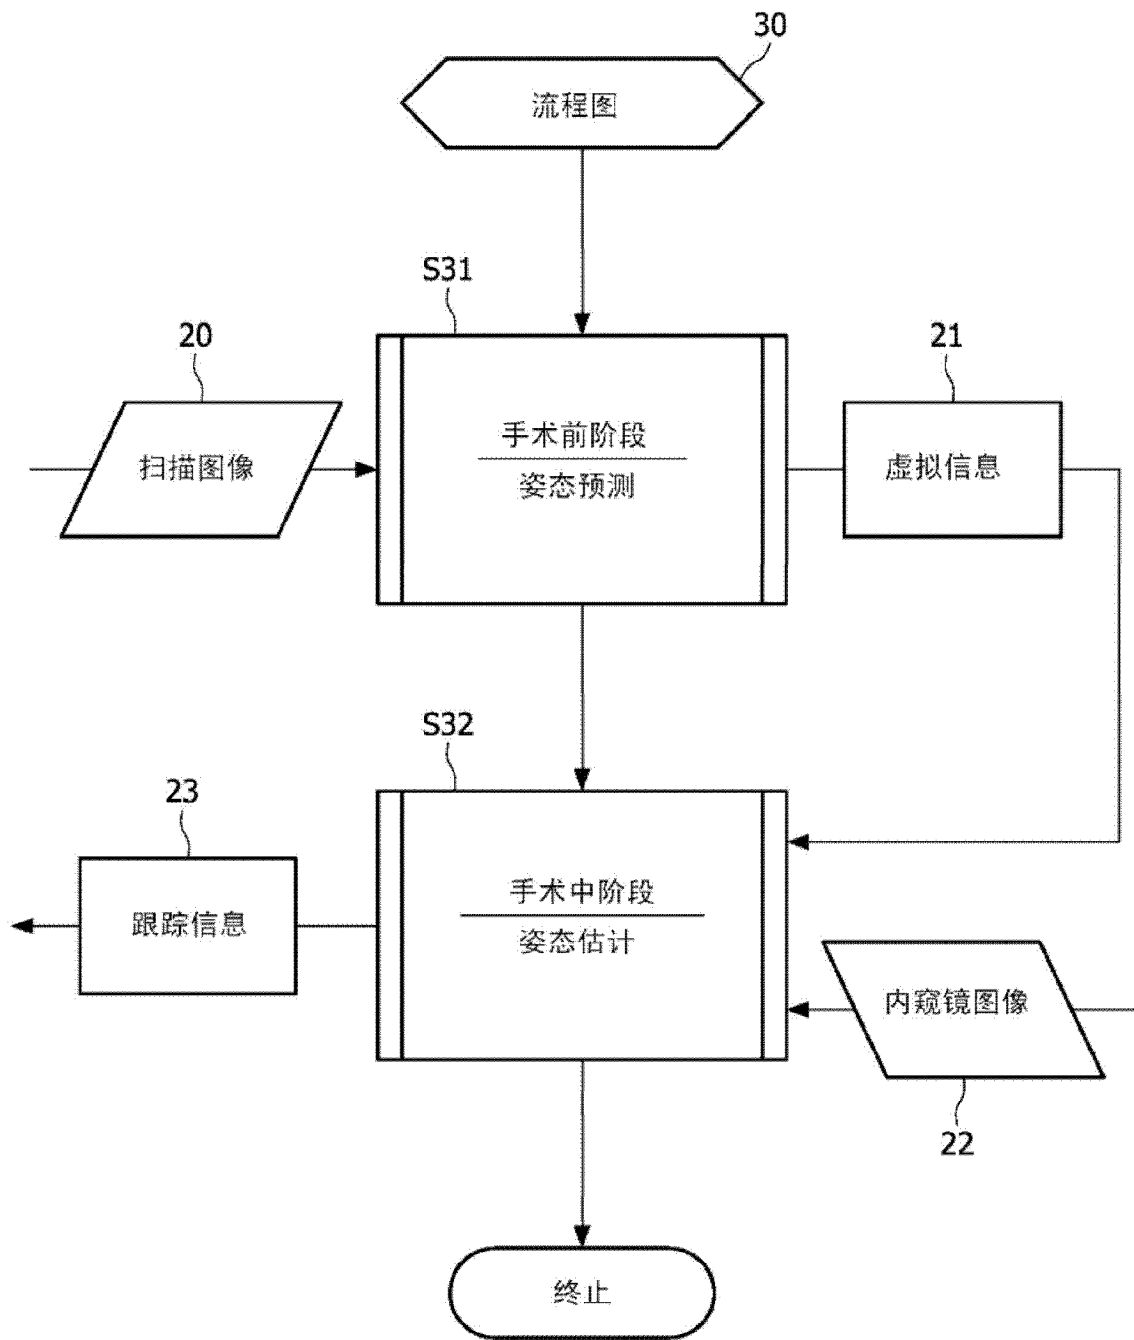 30
流程图
S31
20
21
扫描图像
手术前阶段
姿态预测
虚拟信息
S32
23
手术中阶段
姿态估计
跟踪信息
内窥镜图像
22
终止